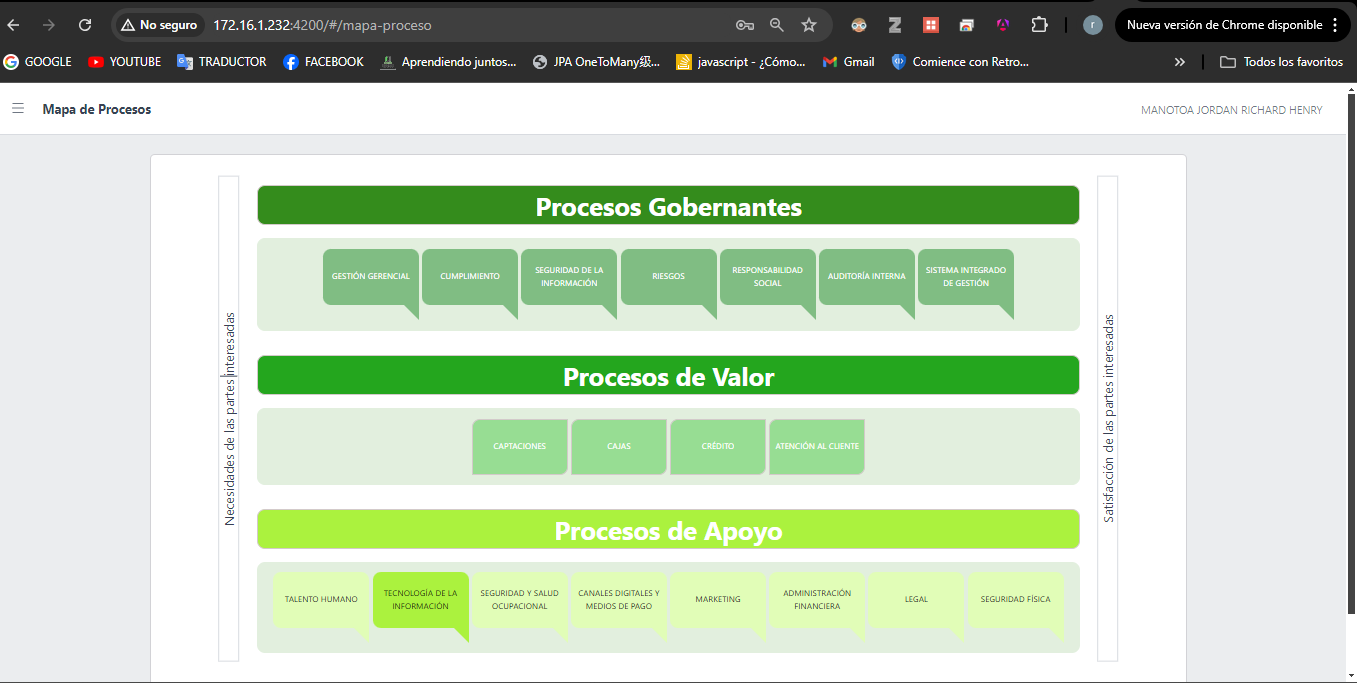 No seguro
172.16.1.232:4200/#/mapa-proceso
r
Nueva versión de Chrome disponible
GOOGLE
YOUTUBE
TRADUCTOR
FACEBOOK
Aprendiendo juntos...
JPA OneToMany级...
javascript - ¿Cómo...
Gmail
Comience con Retro...
Todos los favoritos
Mapa de Procesos
MANOTOA JORDAN RICHARD HENRY
Necesidades de las partes interesadas
Procesos Gobernantes
GESTIÓN GERENCIAL
CUMPLIMIENTO
SEGURIDAD DE LA
INFORMACIÓN
RIESGOS
RESPONSABILIDAD
SOCIAL
AUDITORÍA INTERNA
SISTEMA INTEGRADO
DE GESTIÓN
Procesos de Valor
CAPTACIONES
CAJAS
CRÉDITO
ATENCIÓN AL CLIENTE
Procesos de Apoyo
TALENTO HUMANO
TECNOLOGÍA DE LA
INFORMACIÓN
SEGURIDAD Y SALUD
OCUPACIONAL
CANALES DIGITALES Y
MEDIOS DE PAGO
MARKETING
ADMINISTRACIÓN
FINANCIERA
LEGAL
SEGURIDAD FÍSICA
Satisfacción de las partes interesadas